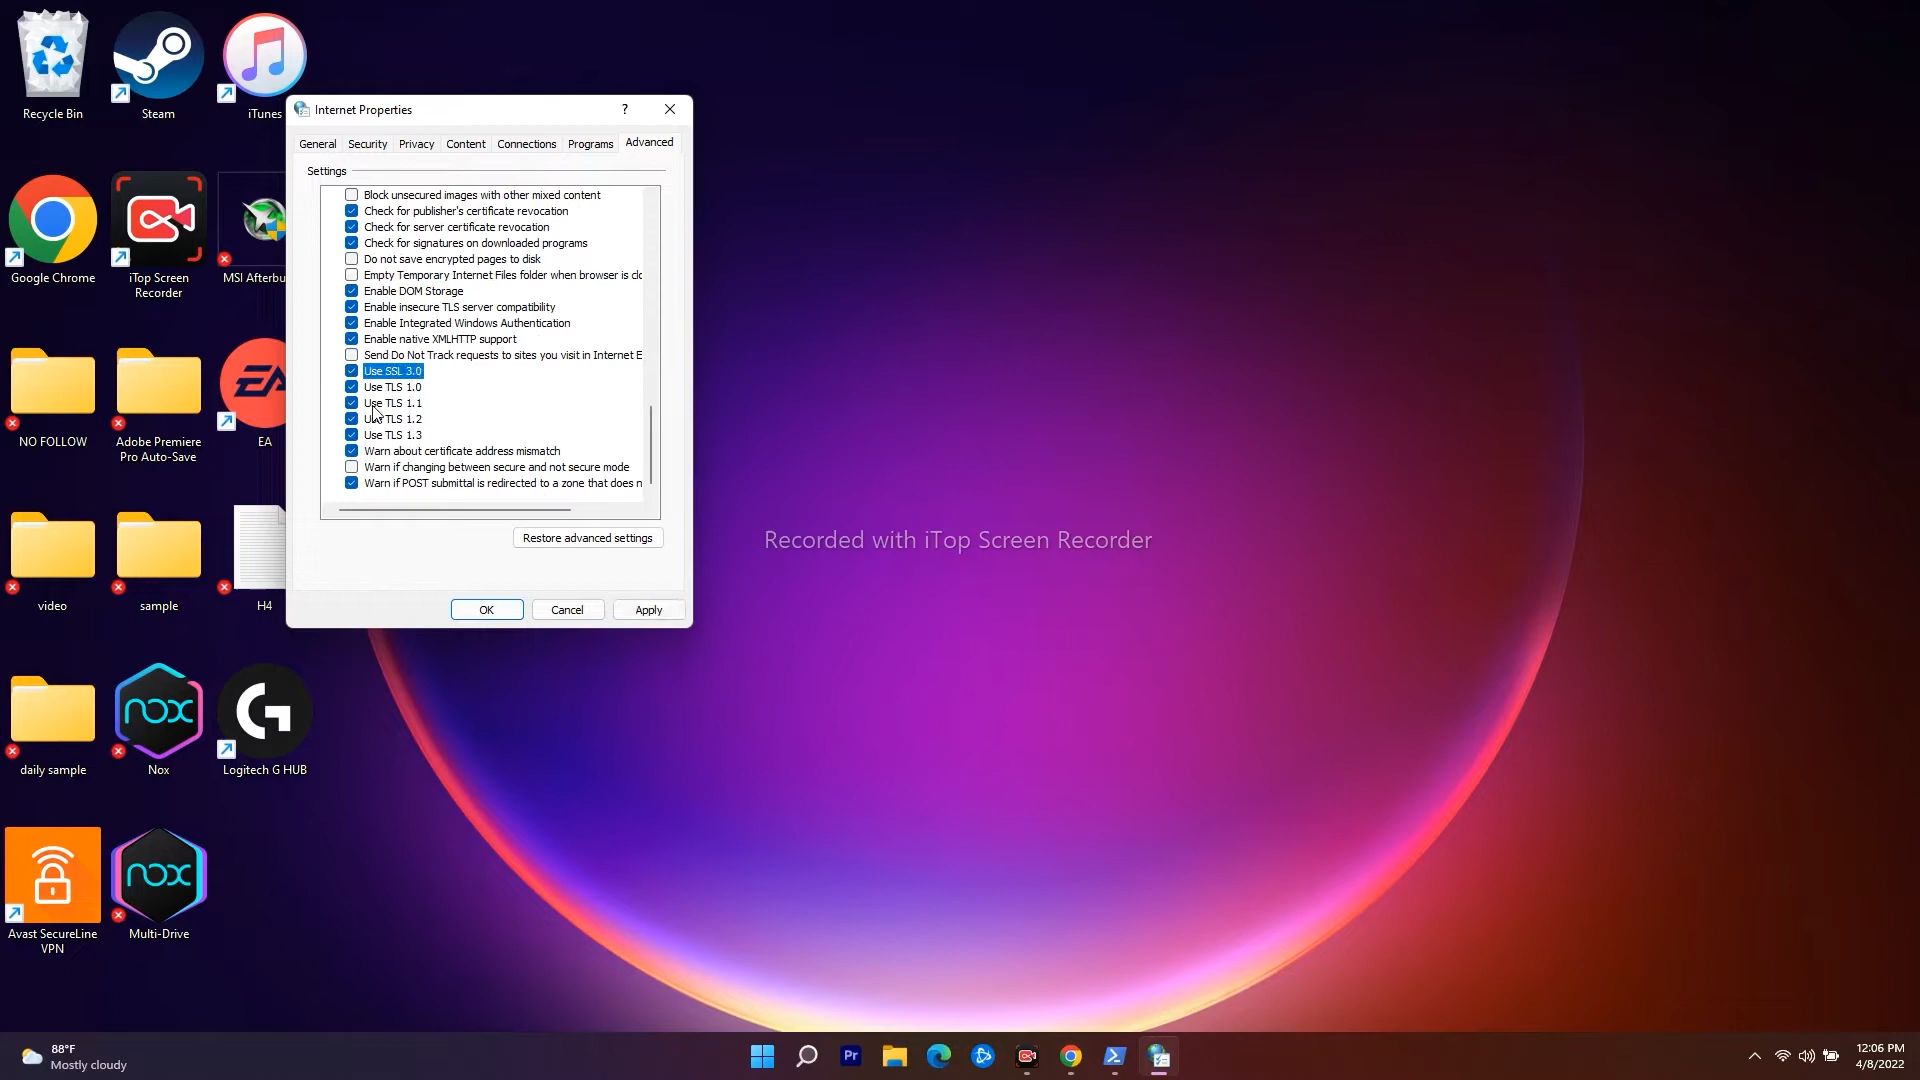 Recycle Bin
Steam
iTunes
Google Chrome
iTop Screen
Recorder
MSI Afterbu
NO FOLLOW
Adobe Premiere
Pro Auto-Save
EA
EA
video
sample
H4
daily sample
nox
Nox
Logitech G HUB
Avast SecureLine
VPN
nox
Multi-Drive
Internet Properties
?
General Security Privacy Content Connections Programs Advanced
Settings
Block unsecured images with other mixed content
Check for publisher's certificate revocation
Check for server certificate revocation
Check for signatures on downloaded programs
Do not save encrypted pages to disk
Empty Temporary Internet Files folder when browser is clo
Enable DOM Storage
Enable insecure TLS server compatibility
Enable Integrated Windows Authentication
Enable native XMLHTTP support
Send Do Not Track requests to sites you visit in Internet E
Use SSL 3.0
Use TLS 1.0
Use TLS 1.1
Use TLS 1.2
Use TLS 1.3
Warn about certificate address mismatch
Warn if changing between secure and not secure mode
Warn if POST submittal is redirected to a zone that does n
Restore advanced settings
OK Cancel Apply
Recorded with iTop Screen Recorder
88°F
Mostly cloudy
Pr
12:06 PM
4/8/2022